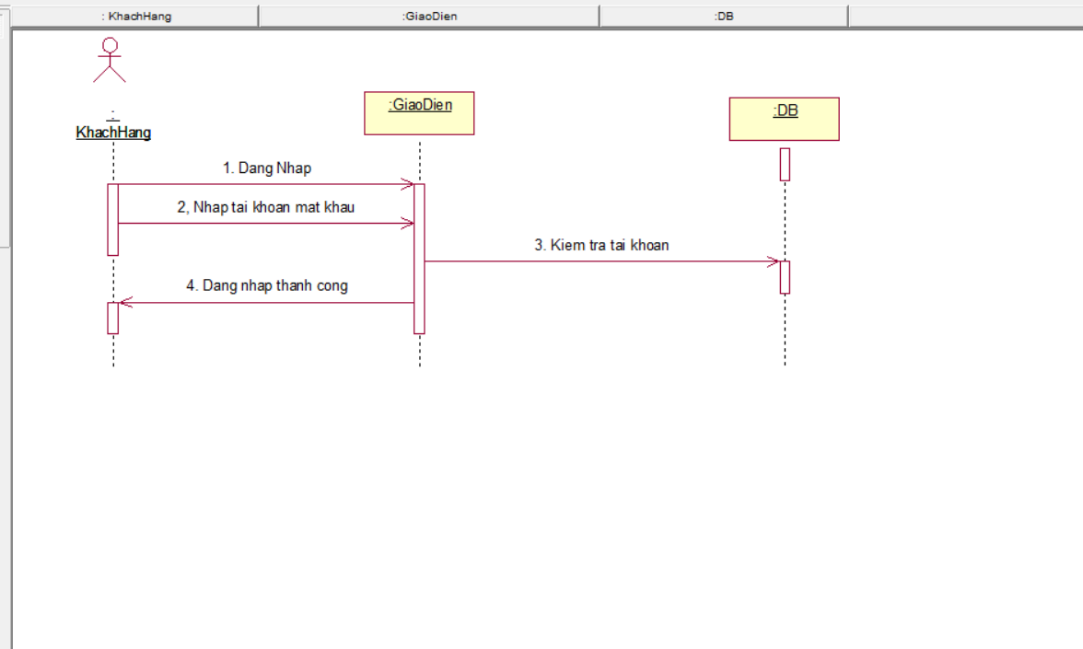 : KhachHang
:GiaoDien
:DB
:
KhachHang
:GiaoDien
:DB
1. Dang Nhap
2, Nhap tai khoan mat khau
3. Kiem tra tai khoan
4. Dang nhap thanh cong